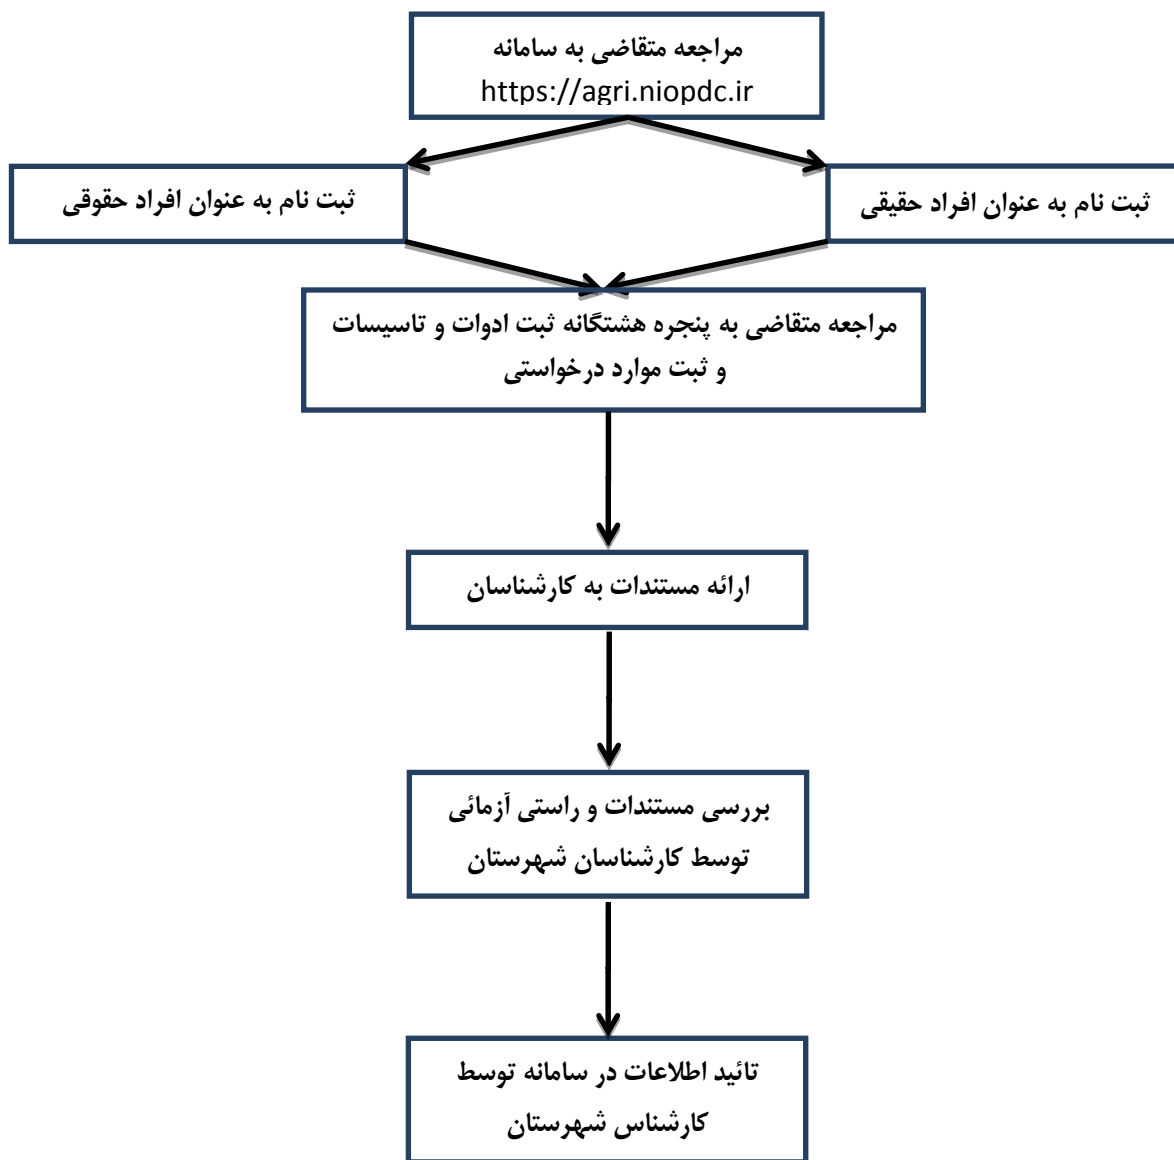 مراجعه متقاضی به سامانه
https://agri.niopdc.ir
ثبت نام به عنوان افراد حقیقی
ثبت نام به عنوان افراد حقوقی
مراجعه متقاضی به پنجره هشتگانه ثبت ادوات و تاسیسات
و ثبت موارد درخواستی
ارائه مستندات به کارشناسان
بررسی مستندات و راستی آزمائی
توسط کارشناسان شهرستان
تائید اطلاعات در سامانه توسط
کارشناس شهرستان